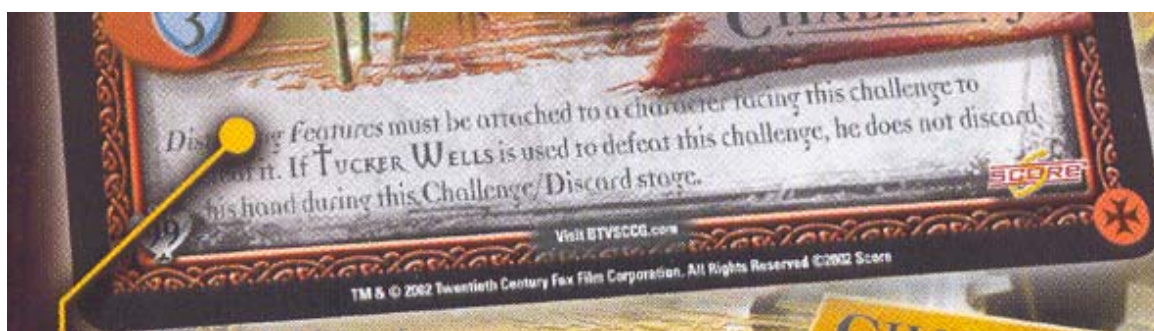 3
features must be attached to a character facing this challenge to
it. If TUCKER WELLS is used to defeat this challenge, he does not discard
his hand during this Challenge/Discard stage.
SCORE
Visit BTVSCCG.com
TM & © 2002 Twentieth Century Fox Film Corporation. All Rights Reserved ©2002 Score